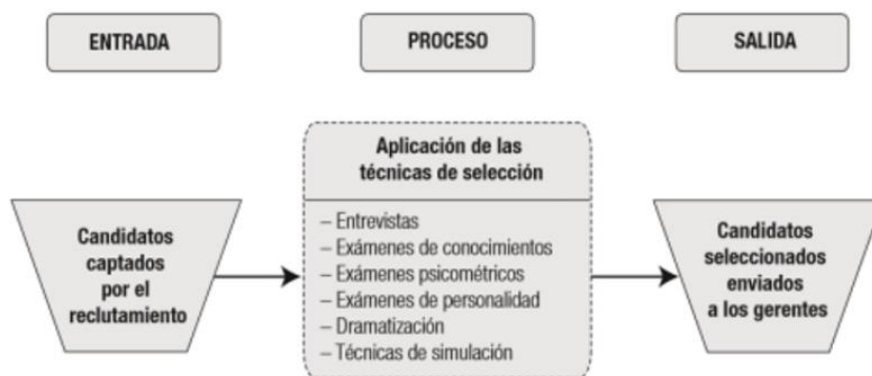 ENTRADA
PROCESO
SALIDA
Candidatos
captados
por el
reclutamiento
Aplicación de las
técnicas de selección
– Entrevistas
– Exámenes de conocimientos
– Exámenes psicométricos
– Exámenes de personalidad
– Dramatización
– Técnicas de simulación
Candidatos
seleccionados
enviados
a los gerentes